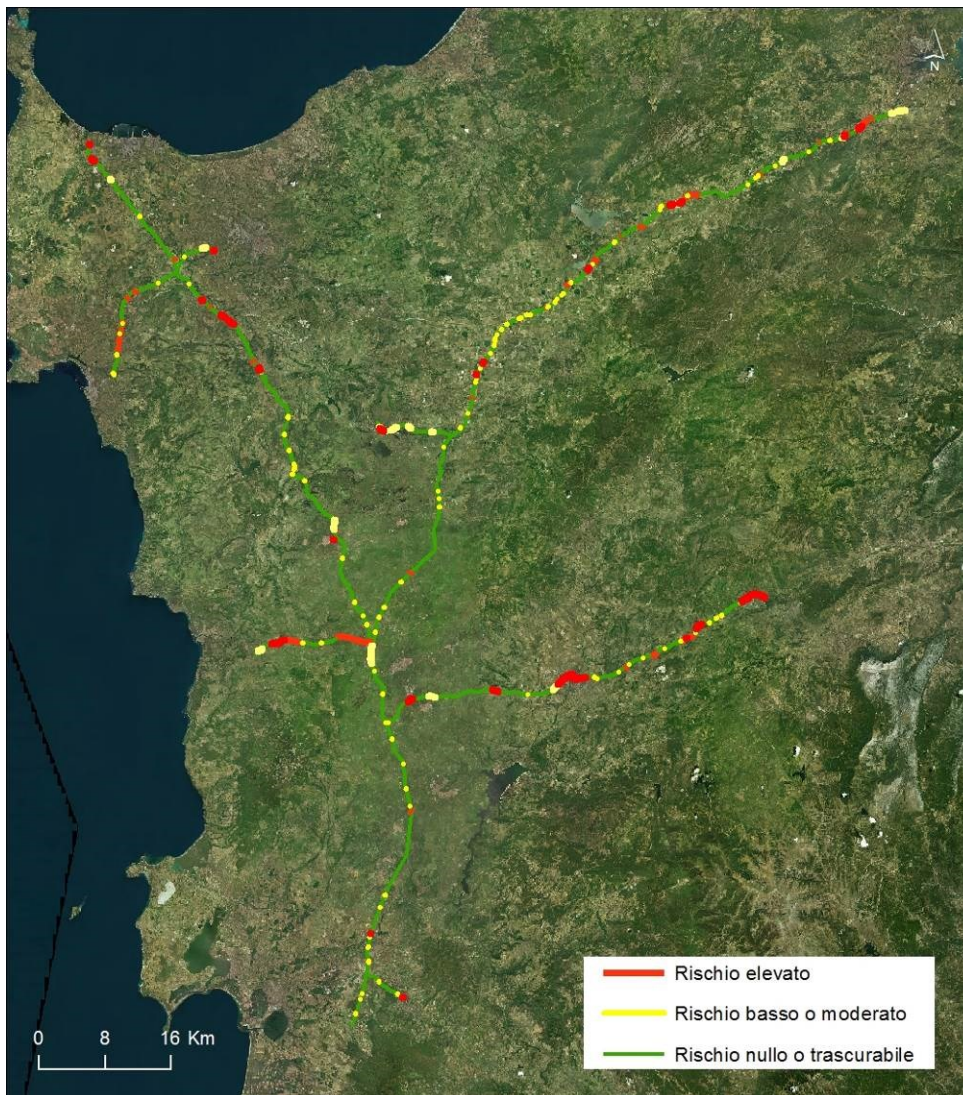 N
Rischio elevato
Rischio basso o moderato
Rischio nullo o trascurabile
0 8 16 Km